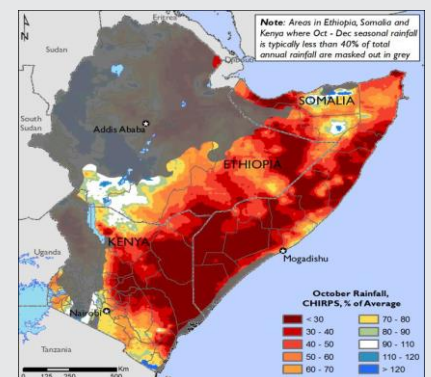 Eritrea
N
Note: Areas in Ethiopia, Somalia and
Kenya where Oct - Dec seasonal rainfall
is typically less than 40% of total
annual rainfall are masked out in grey
Sudan
SOMALIA
South
Sudan
Addis Ababa
ETHIOPIA
KENYA
Mogadishu
Uganda
Nairobi
Tanzania
October Rainfall,
CHIRPS, % of Average
< 30
30 - 40
40 - 50
50 - 60
60 - 70
70 - 80
80 - 90
90 - 110
110 - 120
> 120
0 125 250 500
Km